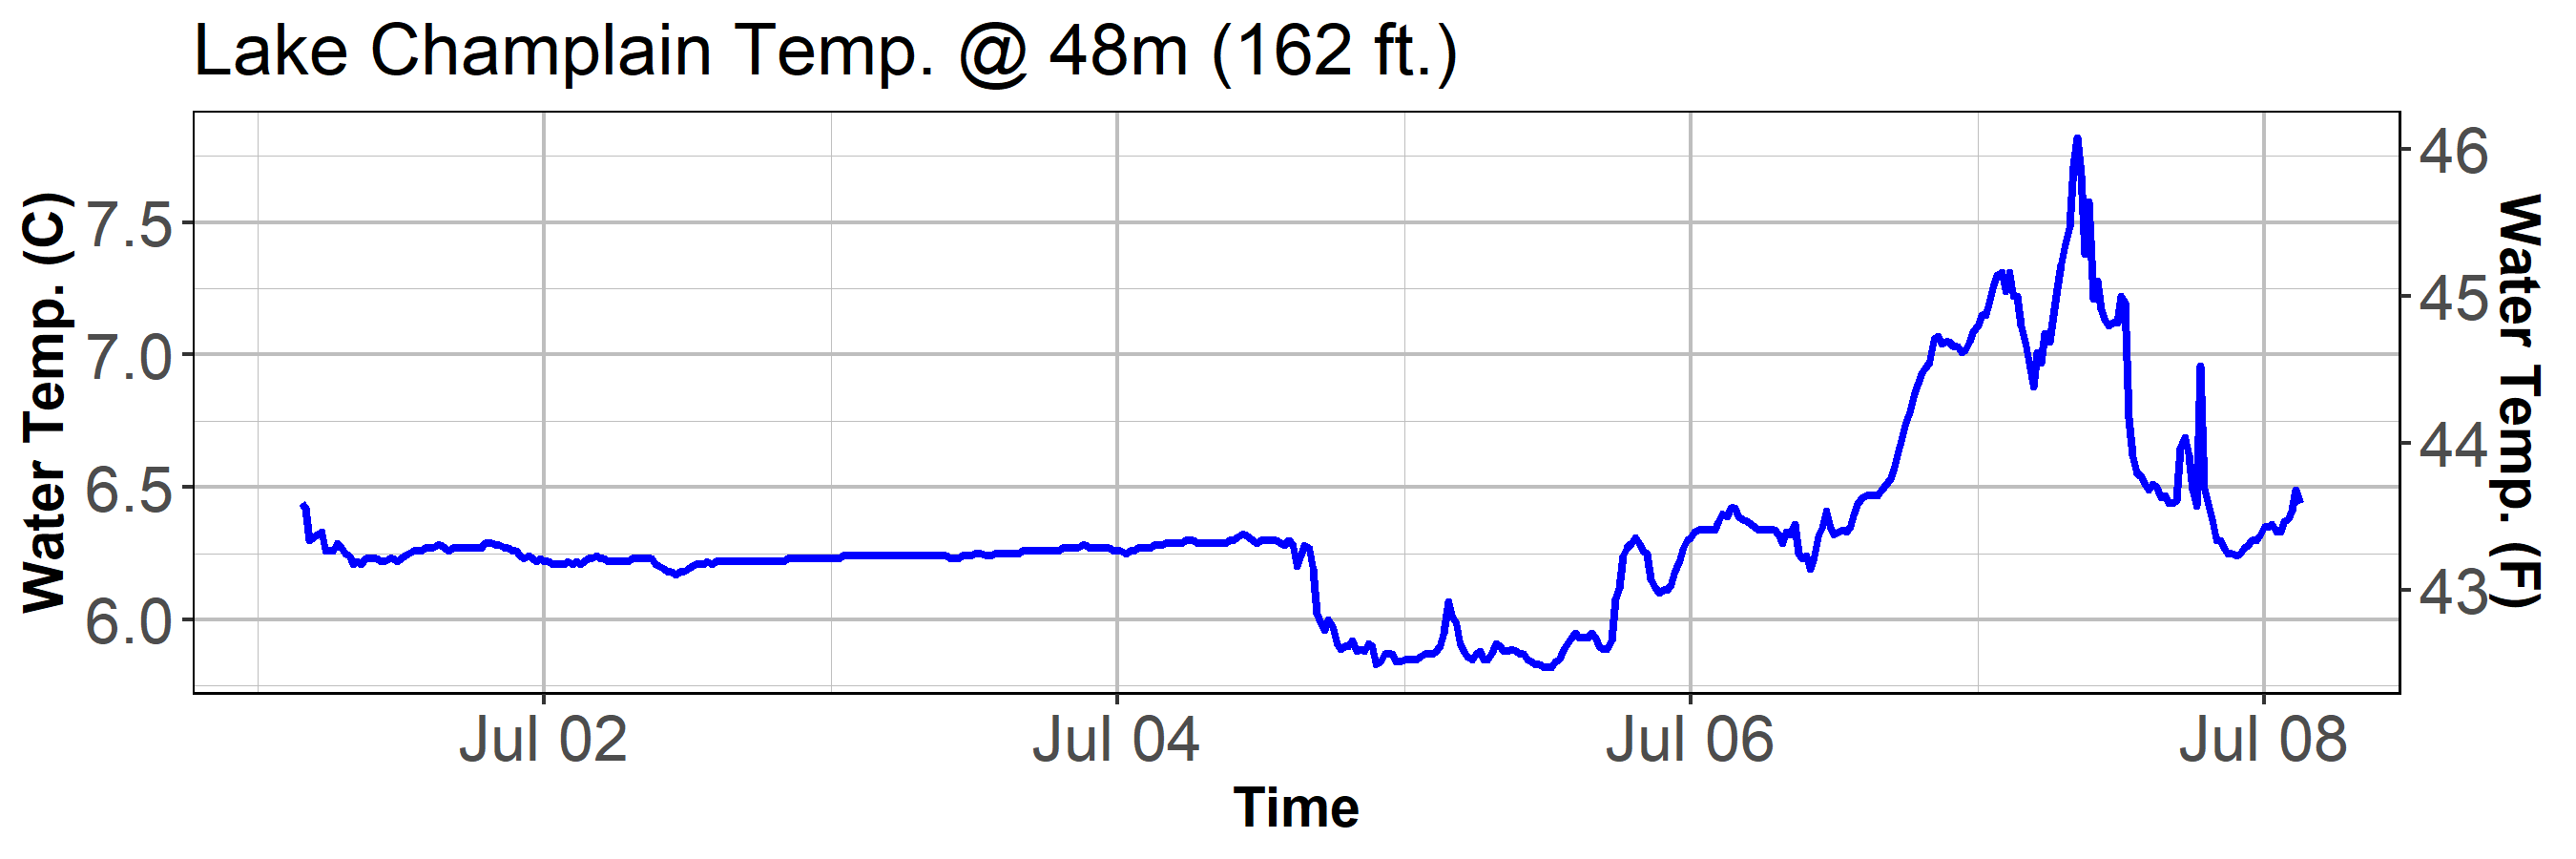 Lake Champlain Temp. @ 48m (162 ft.)
Water Temp. (C)
7.5
7.0
6.5
6.0
46
45
44
43
Water Temp. (F)
Jul 02 Jul 04 Jul 06 Jul 08
Time